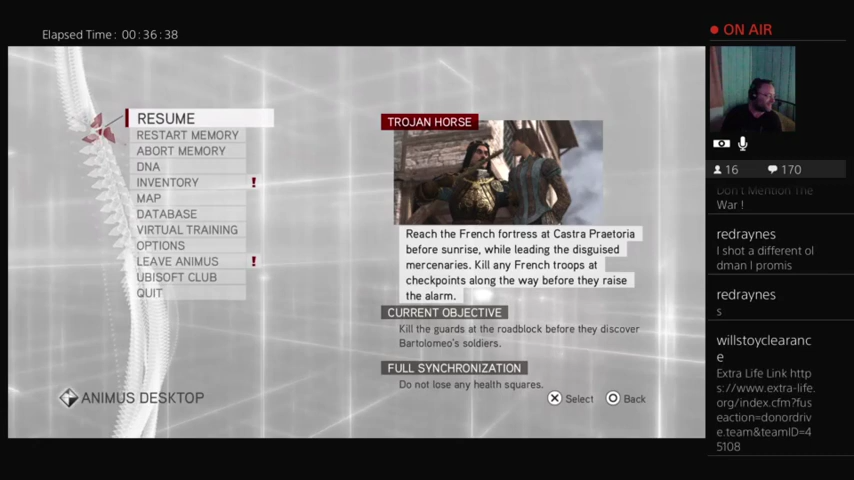 Elapsed Time : 00:36:38
ON AIR
RESUME
RESTART MEMORY
ABORT MEMORY
DNA
INVENTORY !
MAP
DATABASE
VIRTUAL TRAINING
OPTIONS
LEAVE ANIMUS !
UBISOFT CLUB
QUIT
ANIMUS DESKTOP
TROJAN HORSE
Reach the French fortress at Castra Praetoria
before sunrise, while leading the disguised
mercenaries. Kill any French troops at
checkpoints along the way before they raise
the alarm.
CURRENT OBJECTIVE
Kill the guards at the roadblock before they discover
Bartolomeo's soldiers.
FULL SYNCHRONIZATION
Do not lose any health squares.
Select Back
16 170
Don't Mention The
War !
redraynes
I shot a different ol
dman I promis
redraynes
s
willstoyclearanc
e
Extra Life Link http
s://www.extra-life.
org/index.cfm?fus
eaction=donordriv
e.team&teamID=4
5108